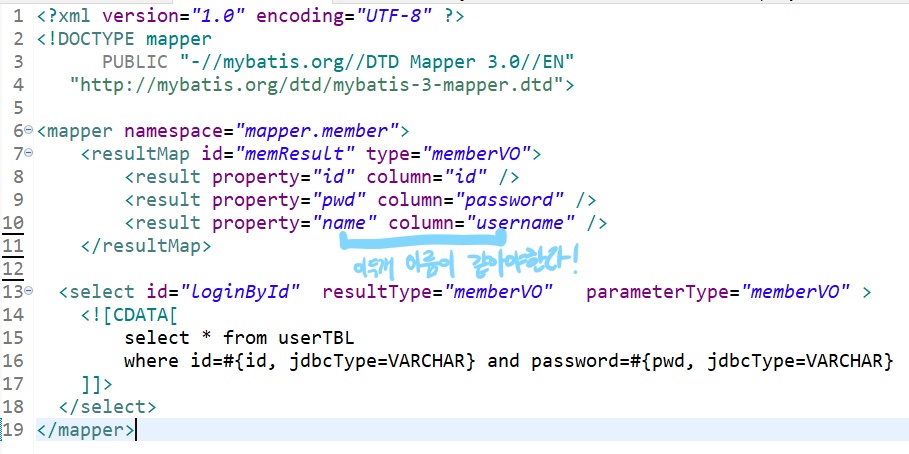 1 <?xml version="1.0" encoding="UTF-8" ?>
2 <!DOCTYPE mapper
3 PUBLIC "-//mybatis.org//DTD Mapper 3.0//EN"
4 "http://mybatis.org/dtd/mybatis-3-mapper.dtd">
5
6 <mapper namespace="mapper.member">
7 <resultMap id="memResult" type="memberVO">
8 <result property="id" column="id" />
9 <result property="pwd" column="password" />
10 <result property="name" column="username" />
11 </resultMap>
이두개 이름이 같아야한다!
12
13 <select id="loginById" resultType="memberVO" parameterType="memberVO" >
14 <![CDATA[
15 select * from userTBL
16 where id=#{id, jdbcType=VARCHAR} and password=#{pwd, jdbcType=VARCHAR}
17 ]]>
18 </select>
19 </mapper>